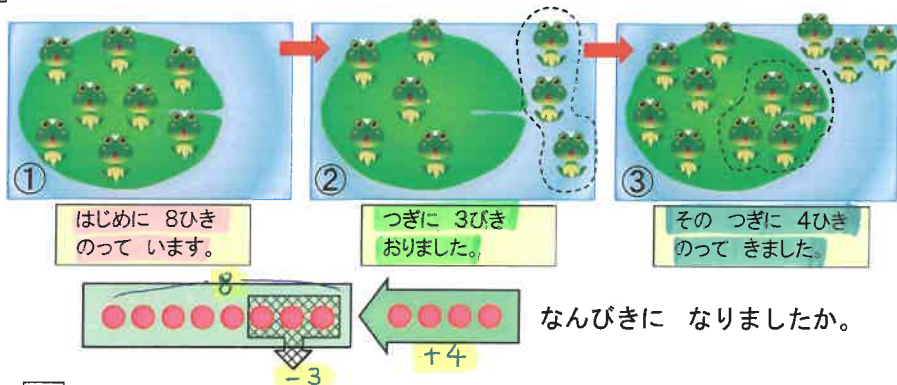 ①
②
③
はじめに 8ひき
のって います。
つぎに 3びき
おりました。
その つぎに 4ひき
のって きました。
8
-3
+4
なんびきに なりましたか。